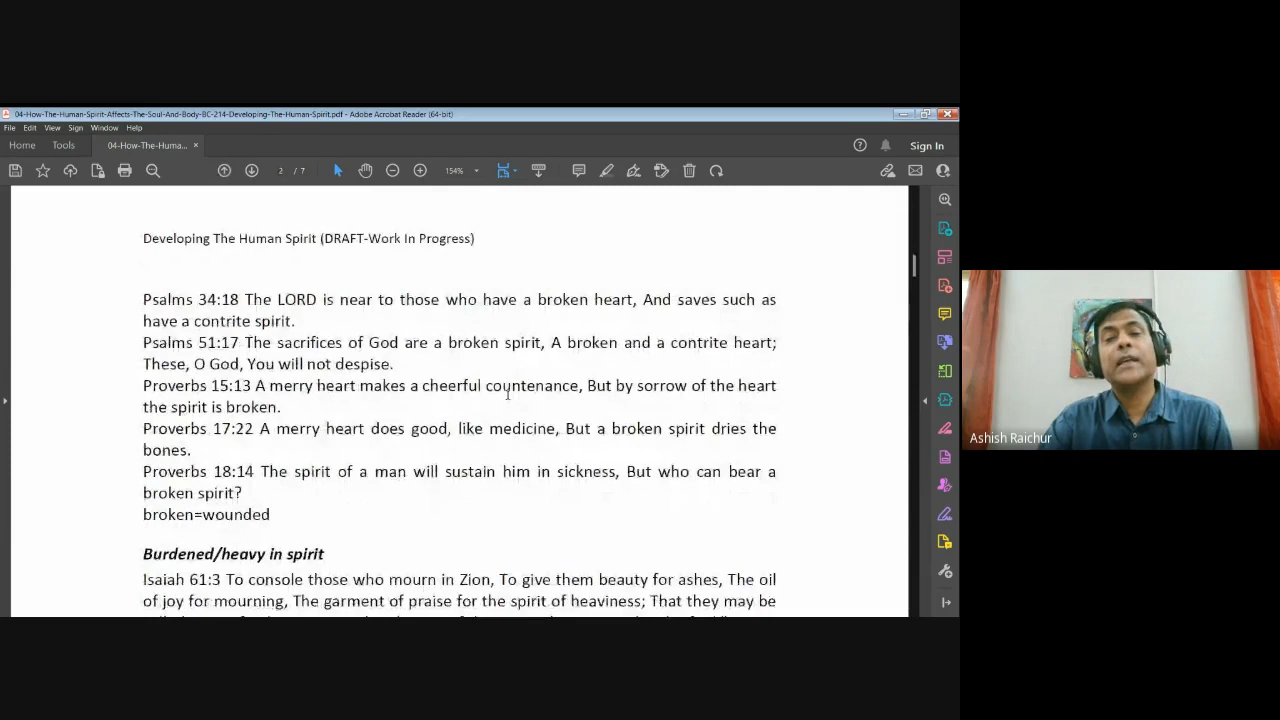 04-How-The-Human-Spirit-Affects-The-Soul-And-Body-BC-214-Developing-The-Human-Spirit.pdf - Adobe Acrobat Reader (64-bit)
File Edit View Sign Window Help
Home Tools 04-How-The-Huma... × Sign In
2 / 7 154%
Developing The Human Spirit (DRAFT-Work In Progress)
Psalms 34:18 The LORD is near to those who have a broken heart, And saves such as
have a contrite spirit.
Psalms 51:17 The sacrifices of God are a broken spirit, A broken and a contrite heart;
These, O God, You will not despise.
Proverbs 15:13 A merry heart makes a cheerful countenance, But by sorrow of the heart
the spirit is broken.
Proverbs 17:22 A merry heart does good, like medicine, But a broken spirit dries the
bones.
Proverbs 18:14 The spirit of a man will sustain him in sickness, But who can bear a
broken spirit?
broken=wounded
Burdened/heavy in spirit
Isaiah 61:3 To console those who mourn in Zion, To give them beauty for ashes, The oil
of joy for mourning, The garment of praise for the spirit of heaviness; That they may be
Ashish Raichur